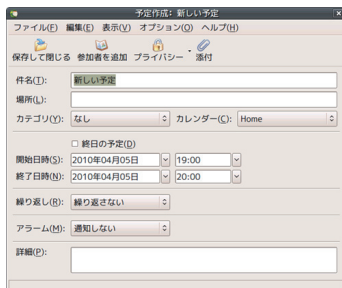 予定作成: 新しい予定
ファイル(F) 編集(E) 表示(V) オプション(O) ヘルプ(H)
保存して閉じる 参加者を追加 プライバシー 添付
件名(T): 新しい予定
場所(L):
カテゴリ(Y): なし カレンダー(C): Home
終日の予定(D)
開始日時(S): 2010年04月05日 19:00
終了日時(N): 2010年04月05日 20:00
繰り返し(R): 繰り返さない
アラーム(M): 通知しない
詳細(P):